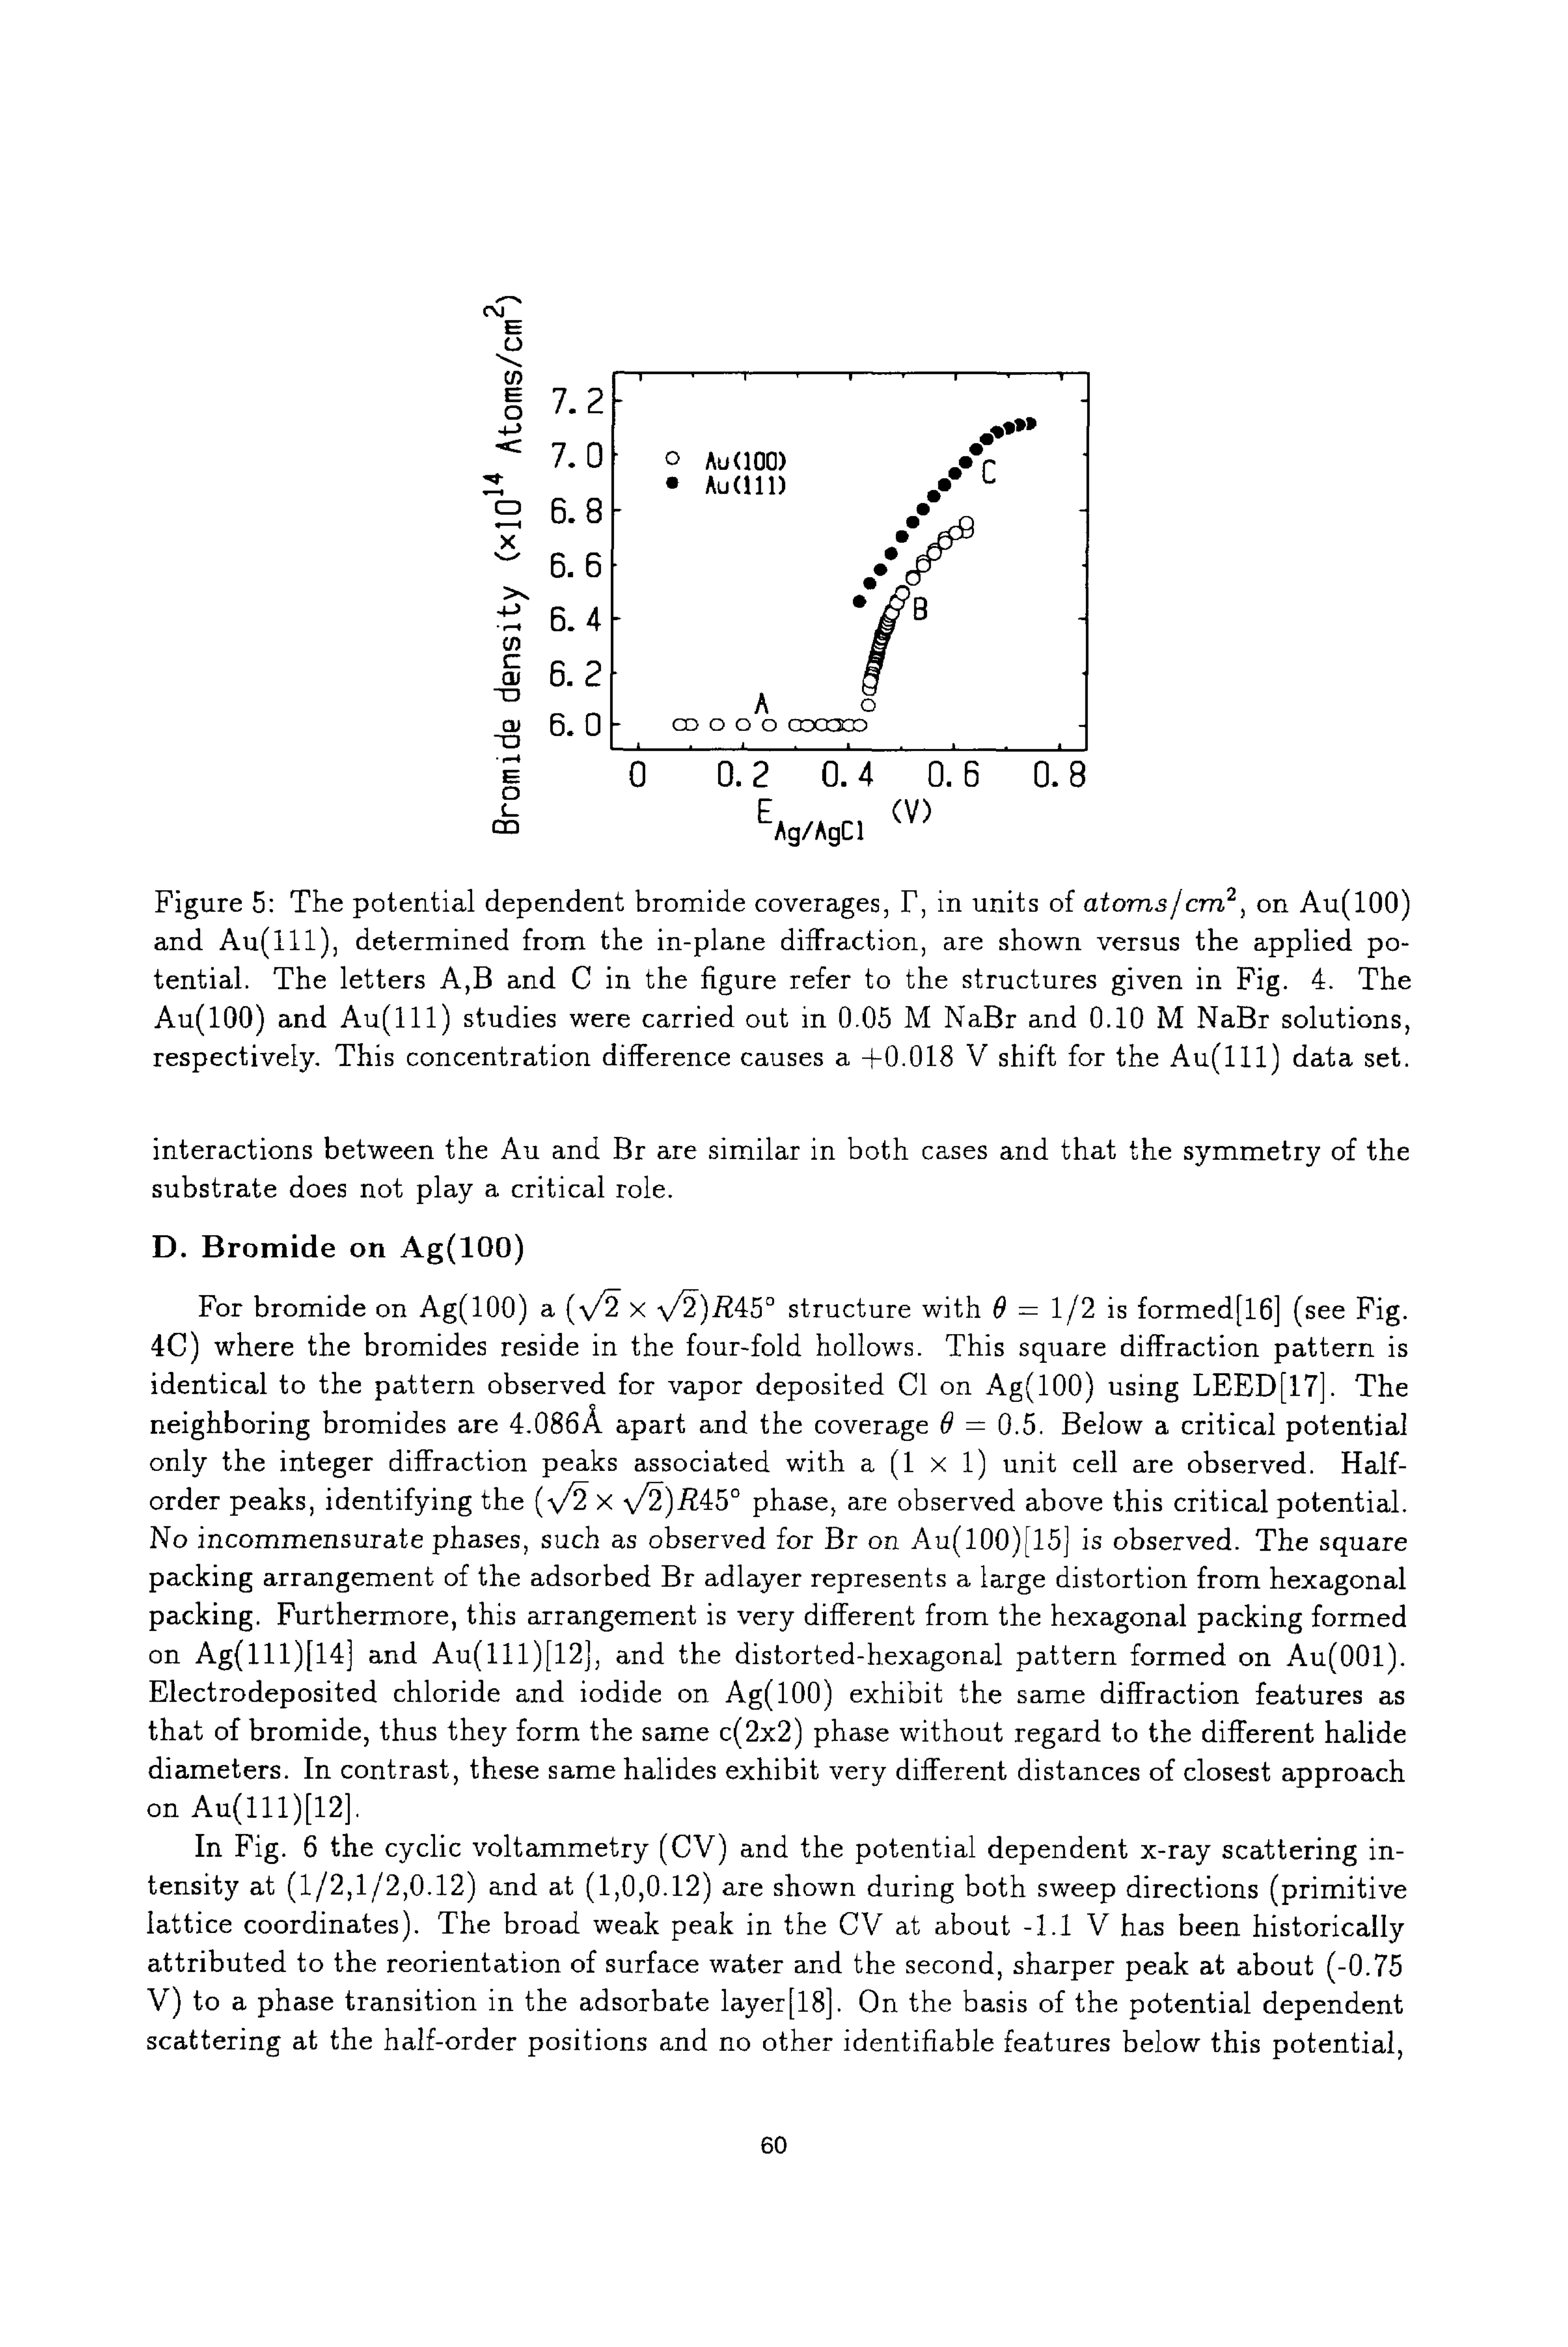 Bromide density (×10¹⁴ Atoms/cm²)
7.2
7.0
6.8
6.6
6.4
6.2
6.0
○ Au(100)
● Au(111)
C
B
A
0 0.2 0.4 0.6 0.8
E Ag/AgCl (V)
Figure 5: The potential dependent bromide coverages, Γ, in units of atoms/cm², on Au(100)
and Au(111), determined from the in-plane diffraction, are shown versus the applied po-
tential. The letters A,B and C in the figure refer to the structures given in Fig. 4. The
Au(100) and Au(111) studies were carried out in 0.05 M NaBr and 0.10 M NaBr solutions,
respectively. This concentration difference causes a +0.018 V shift for the Au(111) data set.
interactions between the Au and Br are similar in both cases and that the symmetry of the
substrate does not play a critical role.
D. Bromide on Ag(100)
For bromide on Ag(100) a (√2 x √2)R45° structure with θ = 1/2 is formed[16] (see Fig.
4C) where the bromides reside in the four-fold hollows. This square diffraction pattern is
identical to the pattern observed for vapor deposited Cl on Ag(100) using LEED[17]. The
neighboring bromides are 4.086Å apart and the coverage θ = 0.5. Below a critical potential
only the integer diffraction peaks associated with a (1 x 1) unit cell are observed. Half-
order peaks, identifying the (√2 x √2)R45° phase, are observed above this critical potential.
No incommensurate phases, such as observed for Br on Au(100)[15] is observed. The square
packing arrangement of the adsorbed Br adlayer represents a large distortion from hexagonal
packing. Furthermore, this arrangement is very different from the hexagonal packing formed
on Ag(111)[14] and Au(111)[12], and the distorted-hexagonal pattern formed on Au(001).
Electrodeposited chloride and iodide on Ag(100) exhibit the same diffraction features as
that of bromide, thus they form the same c(2x2) phase without regard to the different halide
diameters. In contrast, these same halides exhibit very different distances of closest approach
on Au(111)[12].
In Fig. 6 the cyclic voltammetry (CV) and the potential dependent x-ray scattering in-
tensity at (1/2,1/2,0.12) and at (1,0,0.12) are shown during both sweep directions (primitive
lattice coordinates). The broad weak peak in the CV at about -1.1 V has been historically
attributed to the reorientation of surface water and the second, sharper peak at about (-0.75
V) to a phase transition in the adsorbate layer[18]. On the basis of the potential dependent
scattering at the half-order positions and no other identifiable features below this potential,
60